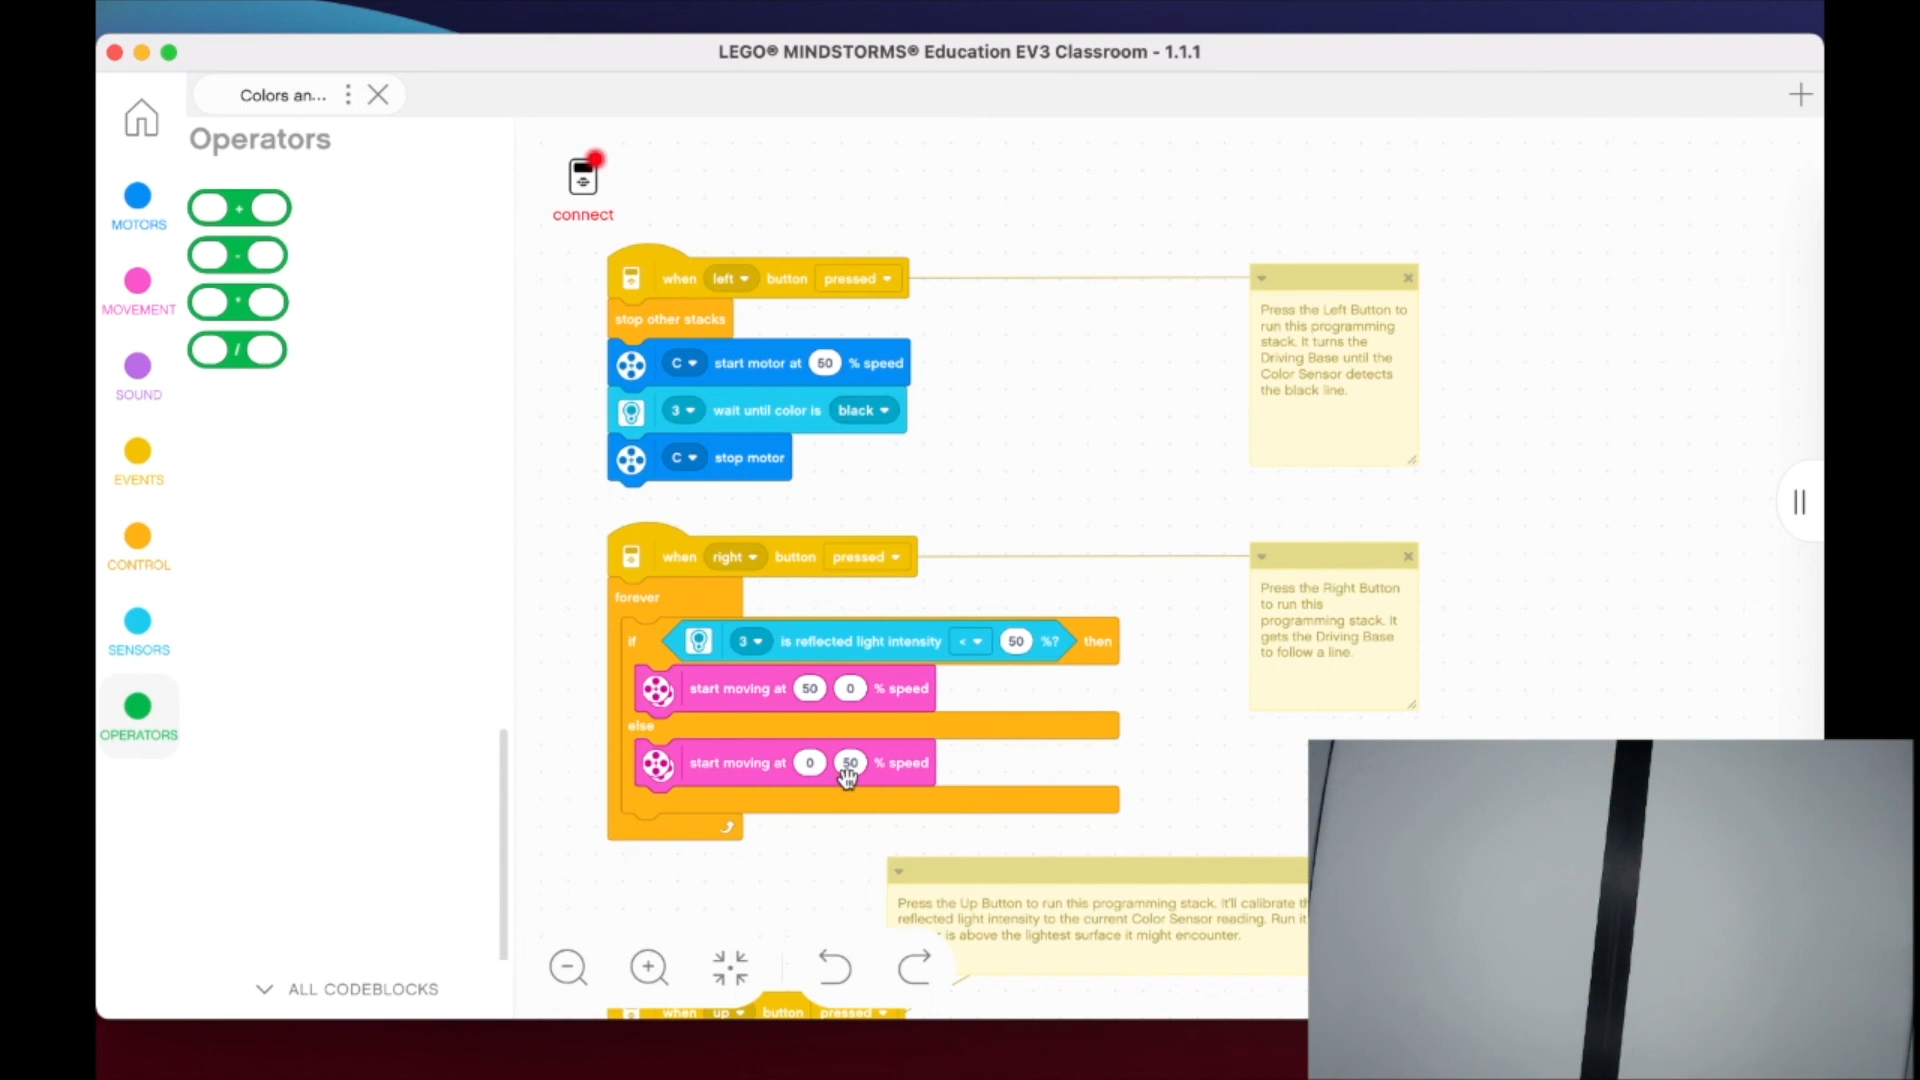 LEGO® MINDSTORMS® Education EV3 Classroom - 1.1.1
Colors an...
Operators
MOTORS
MOVEMENT
SOUND
EVENTS
CONTROL
SENSORS
OPERATORS
+
-
*
/
ALL CODEBLOCKS
connect
when left button pressed
stop other stacks
C start motor at 50 % speed
3 wait until color is black
C stop motor
Press the Left Button to
run this programming
stack. It turns the
Driving Base until the
Color Sensor detects
the black line.
when right button pressed
forever
if 3 is reflected light intensity < 50 %? then
start moving at 50 0 % speed
else
start moving at 0 50 % speed
Press the Right Button
to run this
programming stack. It
gets the Driving Base
to follow a line.
Press the Up Button to run this programming stack. It'll calibrate
reflected light intensity to the current Color Sensor reading. Run it
is above the lightest surface it might encounter.
when up button pressed